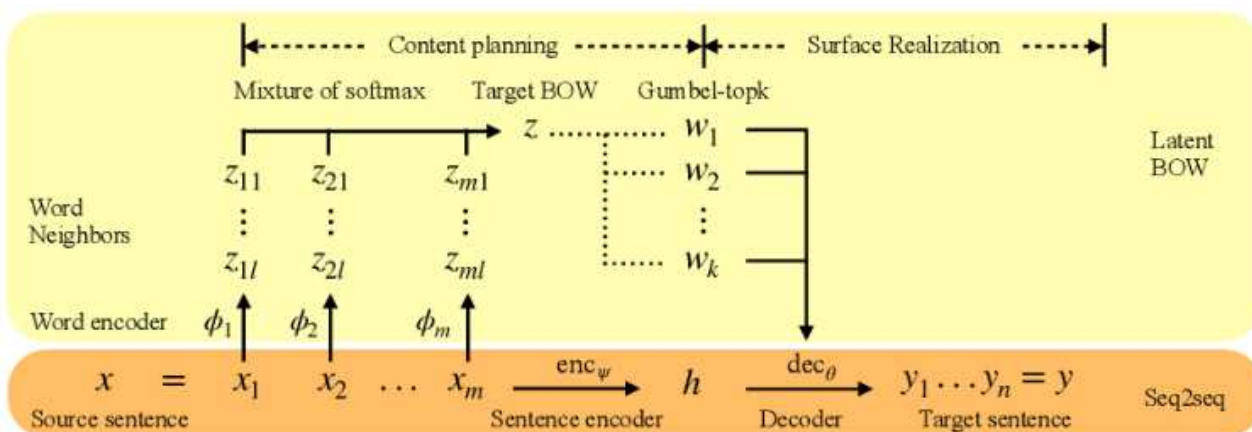 Content planning Surface Realization
Mixture of softmax Target BOW Gumbel-topk
z w₁
Latent
BOW
z₁₁ z₂₁ zₘ₁ w₂
Word
Neighbors
⋮ ⋮ ⋮ ⋮
z₁ₗ z₂ₗ zₘₗ wₖ
Word encoder ϕ₁ ϕ₂ ϕₘ
x = x₁ x₂ … xₘ enc_ψ h dec_θ y₁ … yₙ = y
Source sentence Sentence encoder Decoder Target sentence
Seq2seq